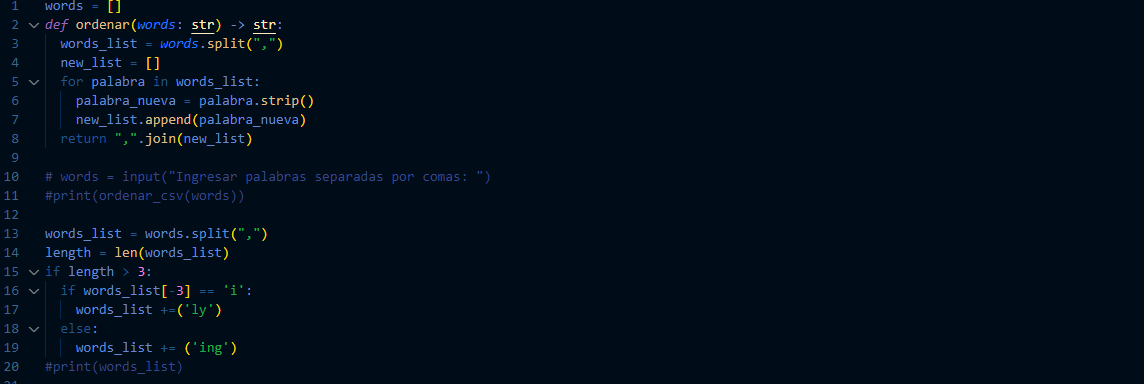 1 words = []
2 def ordenar(words: str) -> str:
3 words_list = words.split(",")
4 new_list = []
5 for palabra in words_list:
6 palabra_nueva = palabra.strip()
7 new_list.append(palabra_nueva)
8 return ",".join(new_list)
9
10 # words = input("Ingresar palabras separadas por comas: ")
11 #print(ordenar_csv(words))
12
13 words_list = words.split(",")
14 length = len(words_list)
15 if length > 3:
16 if words_list[-3] == 'i':
17 words_list +=('ly')
18 else:
19 words_list += ('ing')
20 #print(words_list)